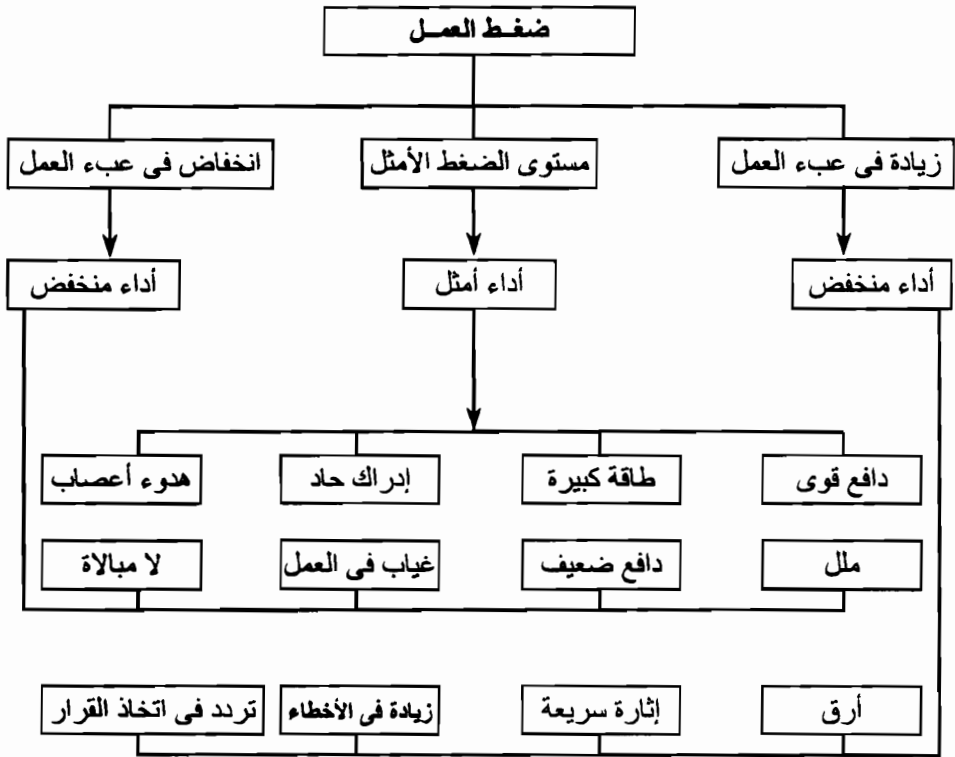 ضغـط العمـل
زيادة فى عبء العمل
مستوى الضغط الأمثل
انخفاض فى عبء العمل
أداء منخفض
أداء أمثل
أداء منخفض
دافع قوى
طاقة كبيرة
إدراك حاد
هدوء أعصاب
ملل
دافع ضعيف
غياب فى العمل
لا مبالاة
أرق
إثارة سريعة
زيادة فى الأخطاء
تردد فى اتخاذ القرار